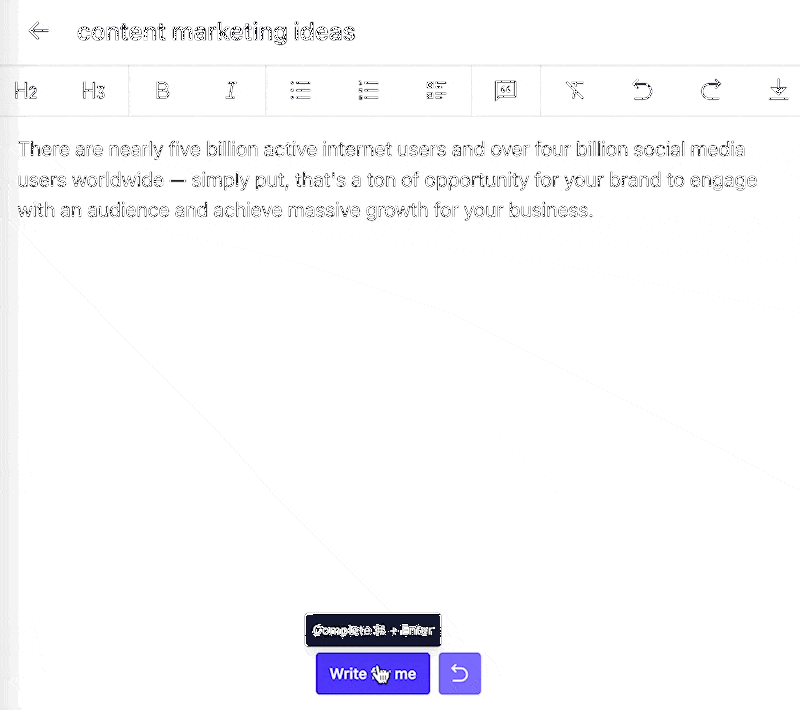 content marketing ideas
H2 H3 B I
There are nearly five billion active internet users and over four billion social media
users worldwide — simply put, that's a ton of opportunity for your brand to engage
with an audience and achieve massive growth for your business.
Complete + Enter
Write me